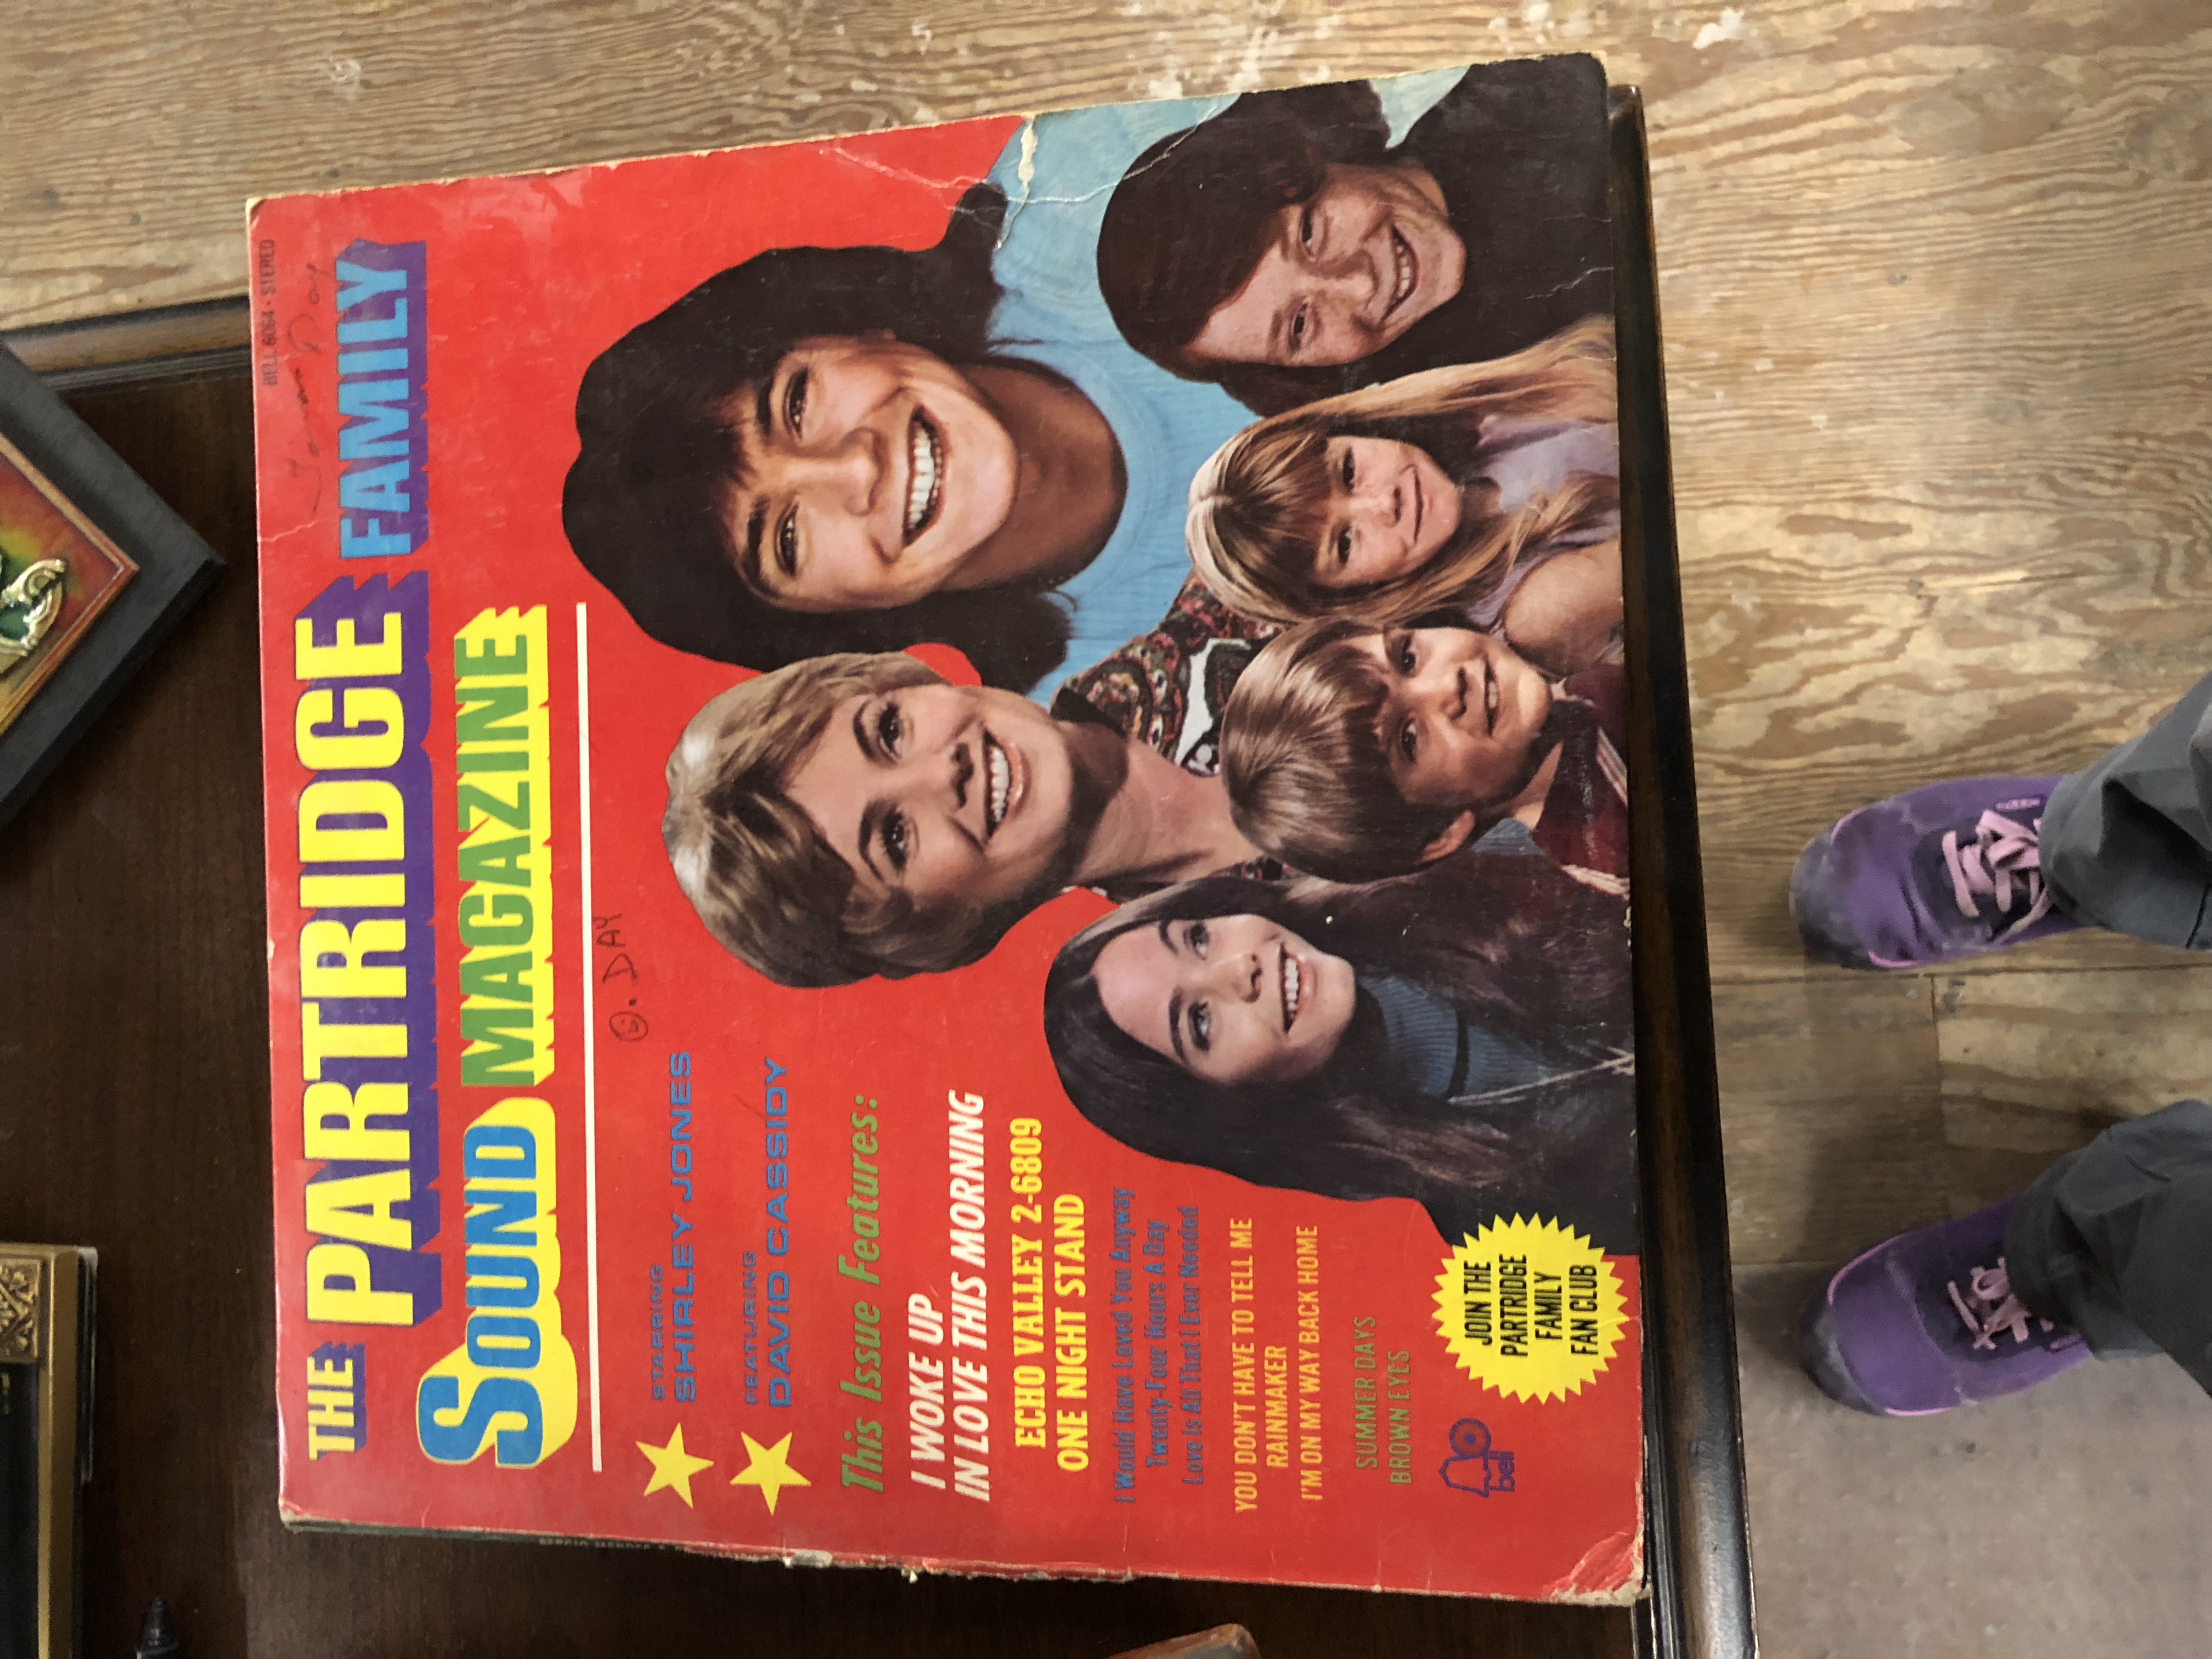 BELL 6064 · STEREO
Day
THE PARTRIDGE FAMILY
SOUND MAGAZINE
DAY
STARRING
SHIRLEY JONES
FEATURING
DAVID CASSIDY
This Issue Features:
I WOKE UP
IN LOVE THIS MORNING
ECHO VALLEY 2-6809
ONE NIGHT STAND
I Would Have Loved You Anyway
Twenty-Four Hours A Day
Love Is All That I Ever Needed
YOU DON'T HAVE TO TELL ME
RAINMAKER
I'M ON MY WAY BACK HOME
SUMMER DAYS
BROWN EYES
bell
JOIN THE
PARTRIDGE
FAMILY
FAN CLUB